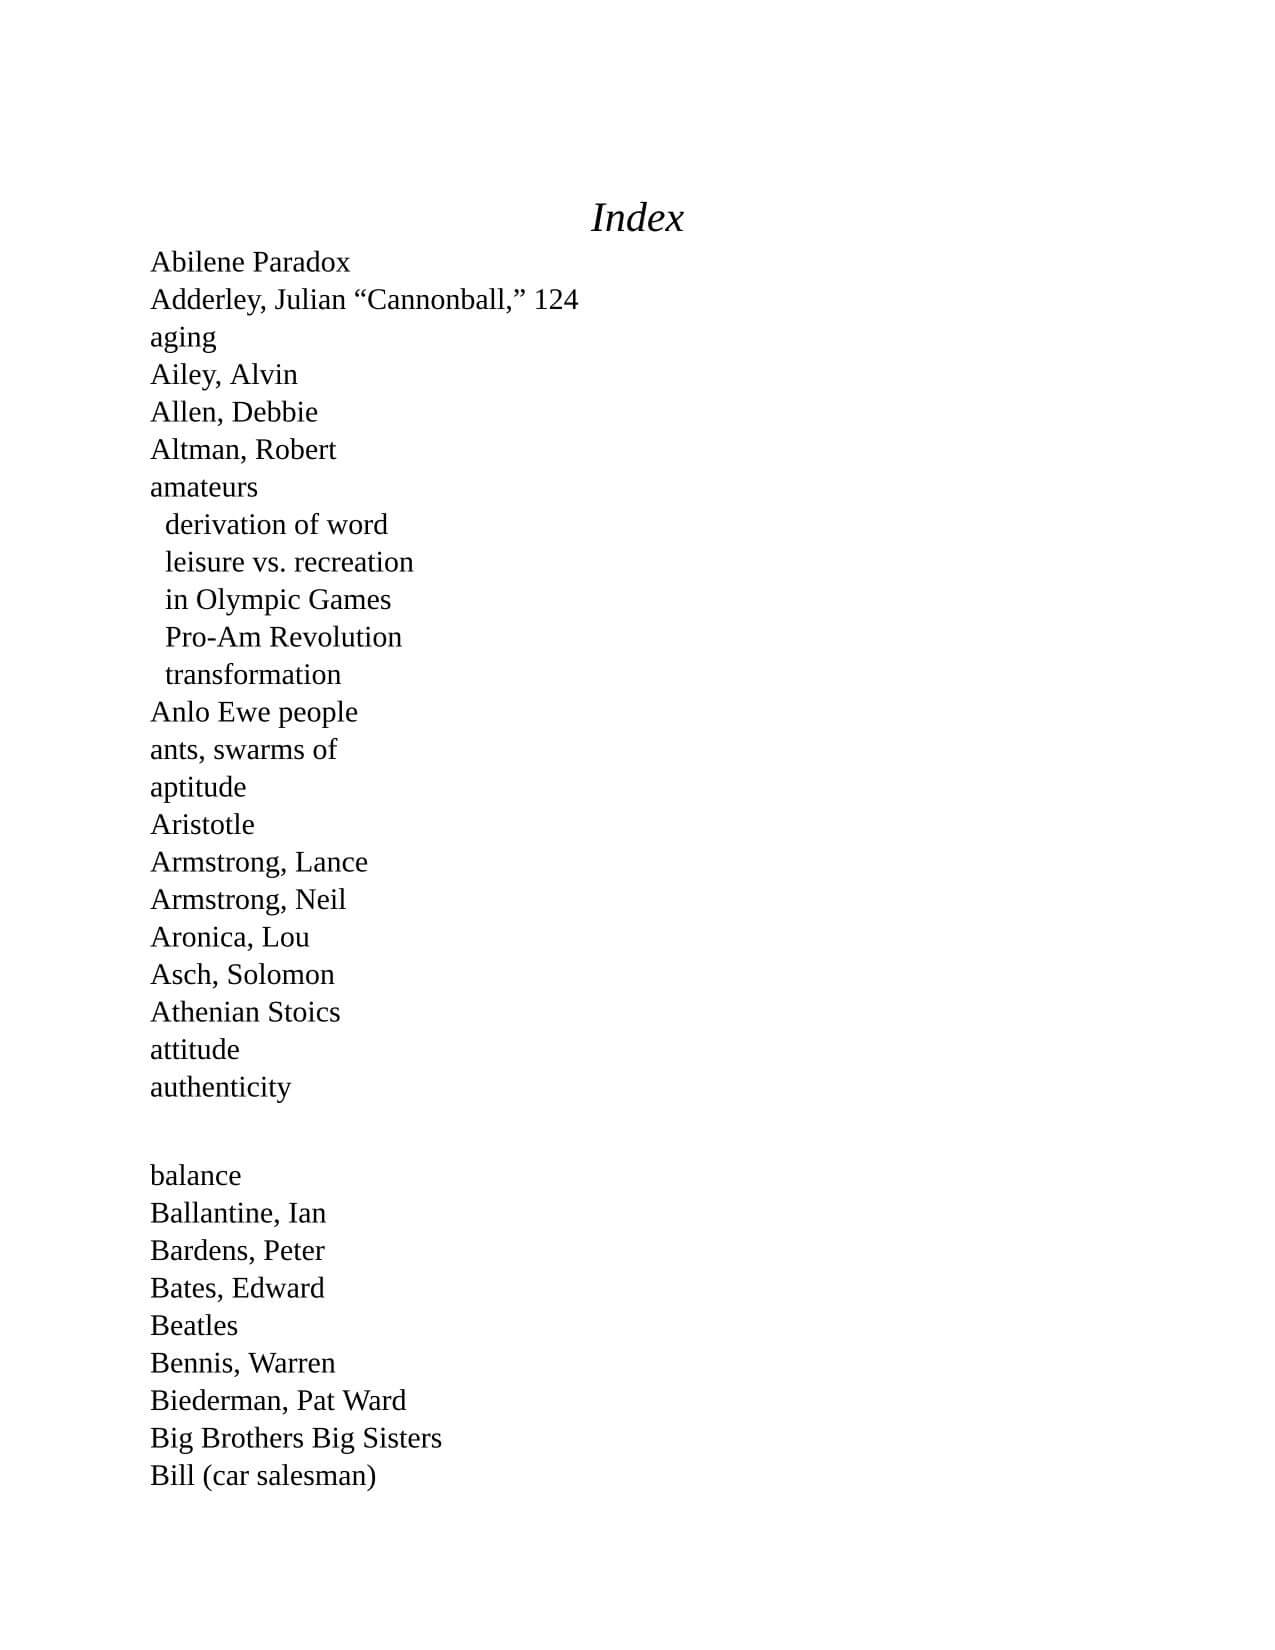 Index
Abilene Paradox
Adderley, Julian “Cannonball,” 124
aging
Ailey, Alvin
Allen, Debbie
Altman, Robert
amateurs
derivation of word
leisure vs. recreation
in Olympic Games
Pro-Am Revolution
transformation
Anlo Ewe people
ants, swarms of
aptitude
Aristotle
Armstrong, Lance
Armstrong, Neil
Aronica, Lou
Asch, Solomon
Athenian Stoics
attitude
authenticity
balance
Ballantine, Ian
Bardens, Peter
Bates, Edward
Beatles
Bennis, Warren
Biederman, Pat Ward
Big Brothers Big Sisters
Bill (car salesman)